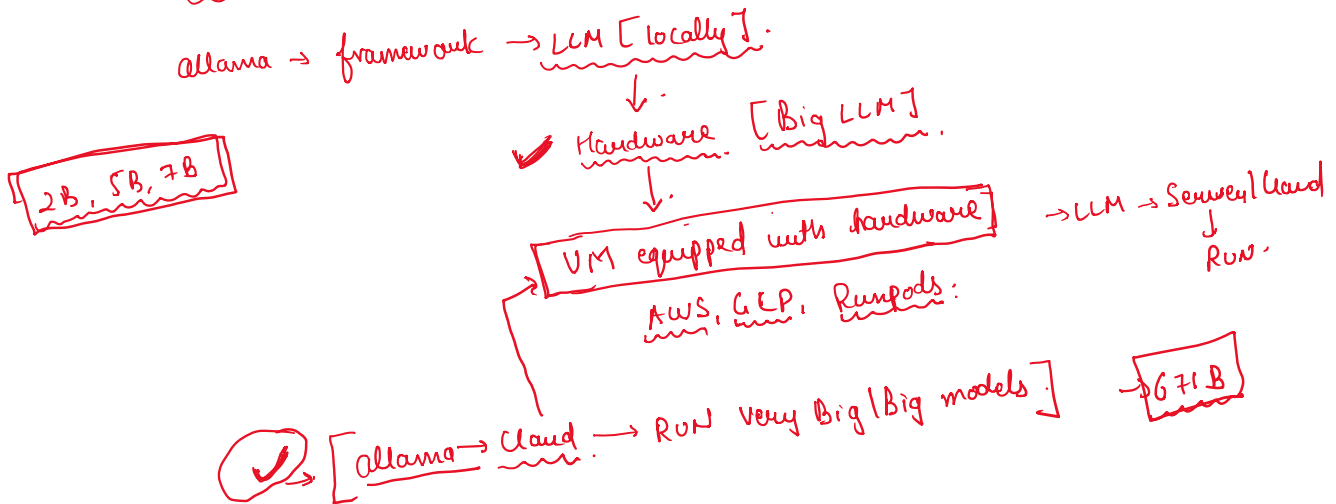 ollama → framework → LLM [locally].
Hardware [Big LLM]
2B, 5B, 7B
VM equipped with hardware → LLM → Server/Cloud
RUN.
AWS, GCP, Runpods:
[ollama → Cloud → RUN very Big/Big models] → 671B